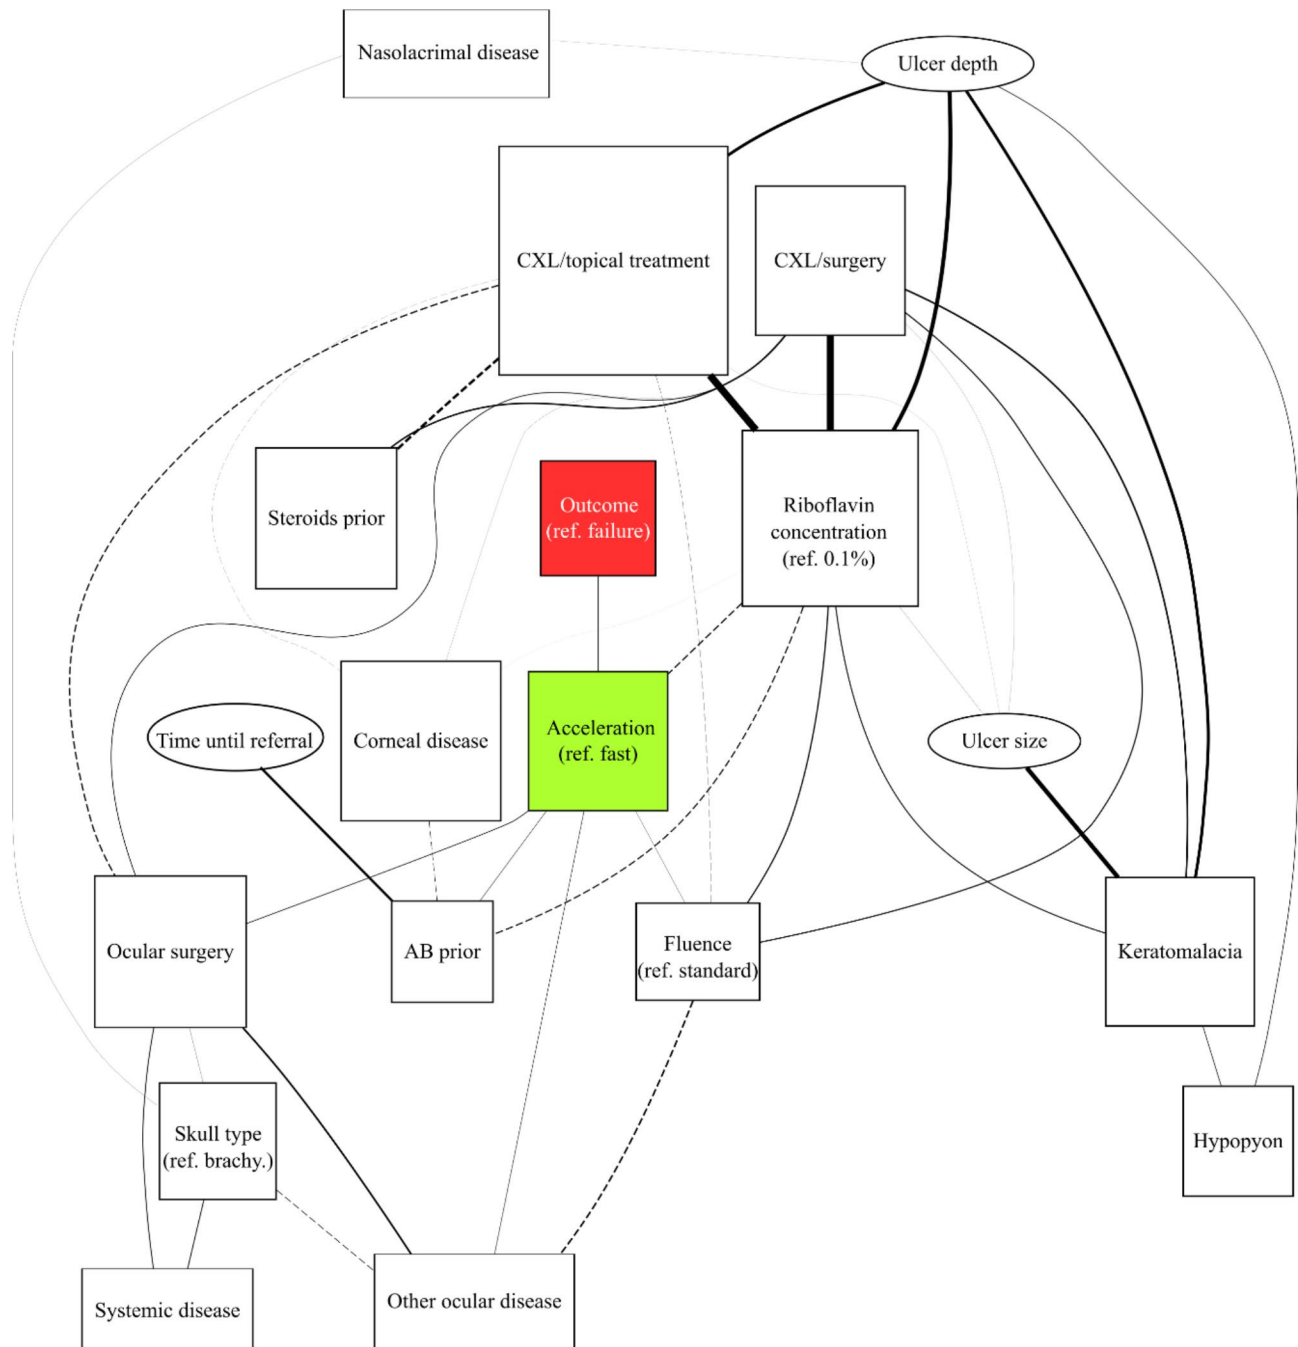 Nasolacrimal disease
Ulcer depth
CXL/topical treatment
CXL/surgery
Steroids prior
Outcome
(ref. failure)
Riboflavin
concentration
(ref. 0.1%)
Time until referral
Corneal disease
Acceleration
(ref. fast)
Ulcer size
Ocular surgery
AB prior
Fluence
(ref. standard)
Keratomalacia
Skull type
(ref. brachy.)
Hypopyon
Systemic disease
Other ocular disease